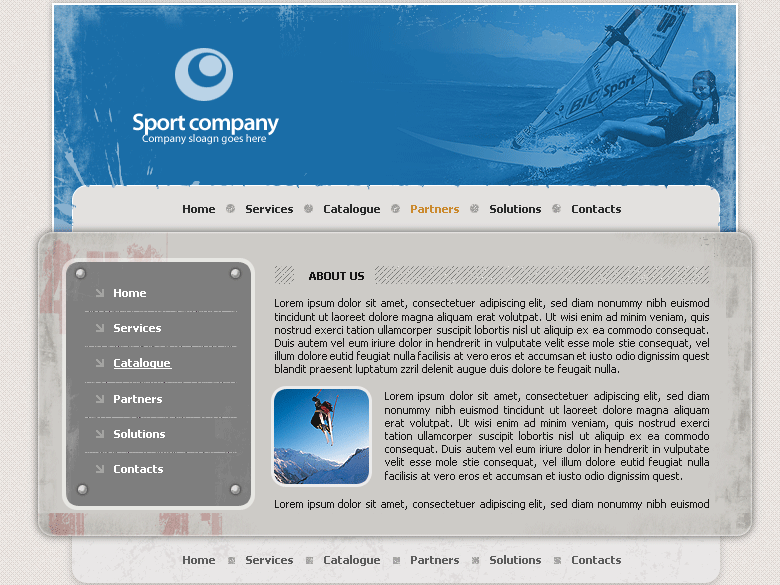 BIC Sport
Sport company
Company sloagn goes here
Home Services Catalogue Partners Solutions Contacts
Home
Services
Catalogue
Partners
Solutions
Contacts
ABOUT US
Lorem ipsum dolor sit amet, consectetuer adipiscing elit, sed diam nonummy nibh euismod
tincidunt ut laoreet dolore magna aliquam erat volutpat. Ut wisi enim ad minim veniam, quis
nostrud exerci tation ullamcorper suscipit lobortis nisl ut aliquip ex ea commodo consequat.
Duis autem vel eum iriure dolor in hendrerit in vulputate velit esse mole stie consequat, vel
illum dolore eutid feugiat nulla facilisis at vero eros et accumsan et iusto odio dignissim quest
blandit praesent luptatum zzril delenit augue duis dolore te feugait nulla.
Lorem ipsum dolor sit amet, consectetuer adipiscing elit, sed diam
nonummy nibh euismod tincidunt ut laoreet dolore magna aliquam
erat volutpat. Ut wisi enim ad minim veniam, quis nostrud exerci
tation ullamcorper suscipit lobortis nisl ut aliquip ex ea commodo
consequat. Duis autem vel eum iriure dolor in hendrerit in vulputate
velit esse mole stie consequat, vel illum dolore eutid feugiat nulla
facilisis at vero eros et accumsan et iusto odio dignissim quest.
Lorem ipsum dolor sit amet, consectetuer adipiscing elit, sed diam nonummy nibh euismod
Home Services Catalogue Partners Solutions Contacts